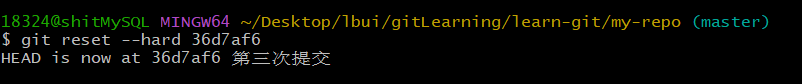 18324@shitMySQL MINGW64 ~/Desktop/lbui/gitLearning/learn-git/my-repo (master)
$ git reset --hard 36d7af6
HEAD is now at 36d7af6 第三次提交